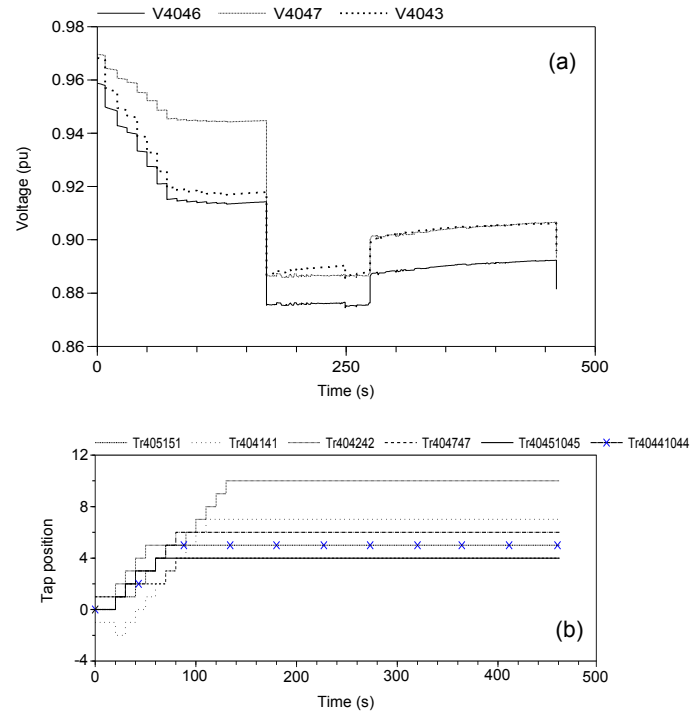 V4046 V4047 V4043
0.98
(a)
0.96
0.94
0.92
0.90
0.88
0.86
Voltage (pu)
0 250 500
Time (s)
Tr405151 Tr404141 Tr404242 Tr404747 Tr40451045 Tr40441044
12
8
4
0
-4
Tap position
(b)
0 100 200 300 400 500
Time (s)